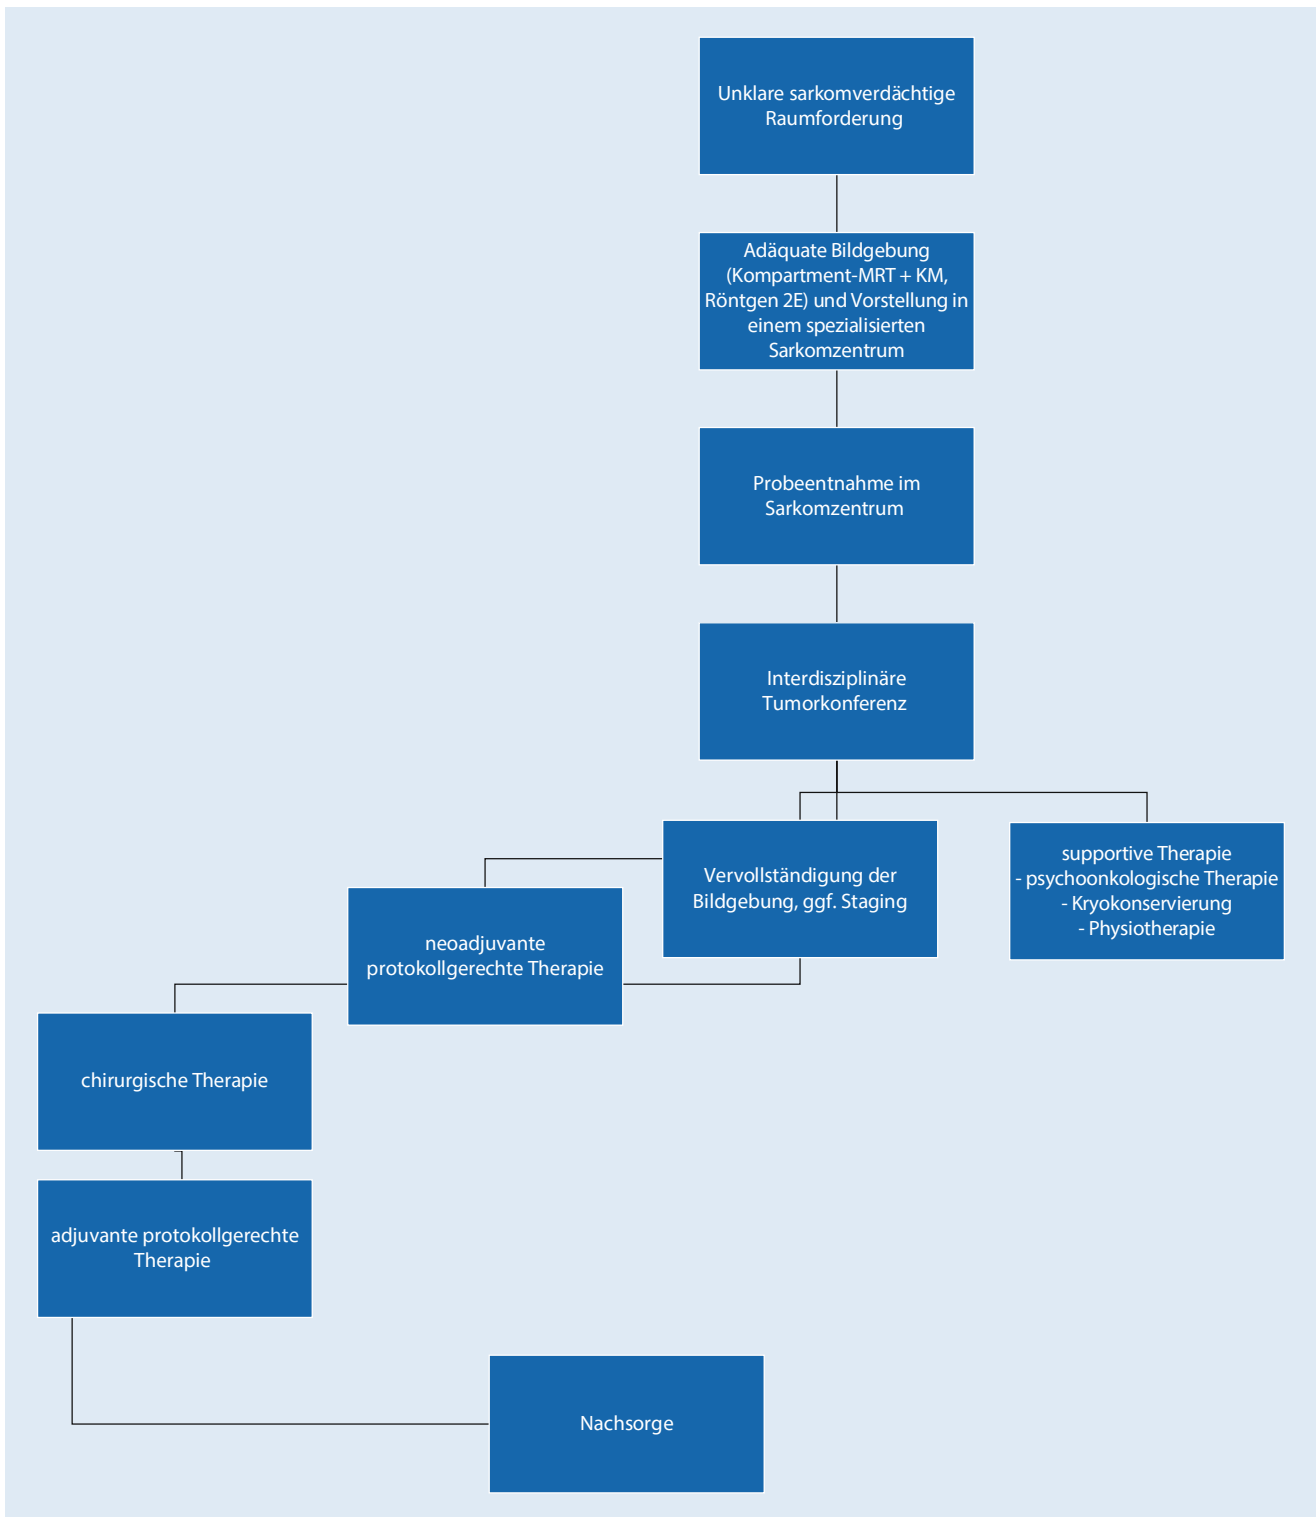 Unklare sarkomverdächtige
Raumforderung
Adäquate Bildgebung
(Kompartment-MRT + KM,
Röntgen 2E) und Vorstellung in
einem spezialisierten
Sarkomzentrum
Probeentnahme im
Sarkomzentrum
Interdisziplinäre
Tumorkonferenz
Vervollständigung der
Bildgebung, ggf. Staging
supportive Therapie
- psychoonkologische Therapie
- Kryokonservierung
- Physiotherapie
neoadjuvante
protokollgerechte Therapie
chirurgische Therapie
adjuvante protokollgerechte
Therapie
Nachsorge